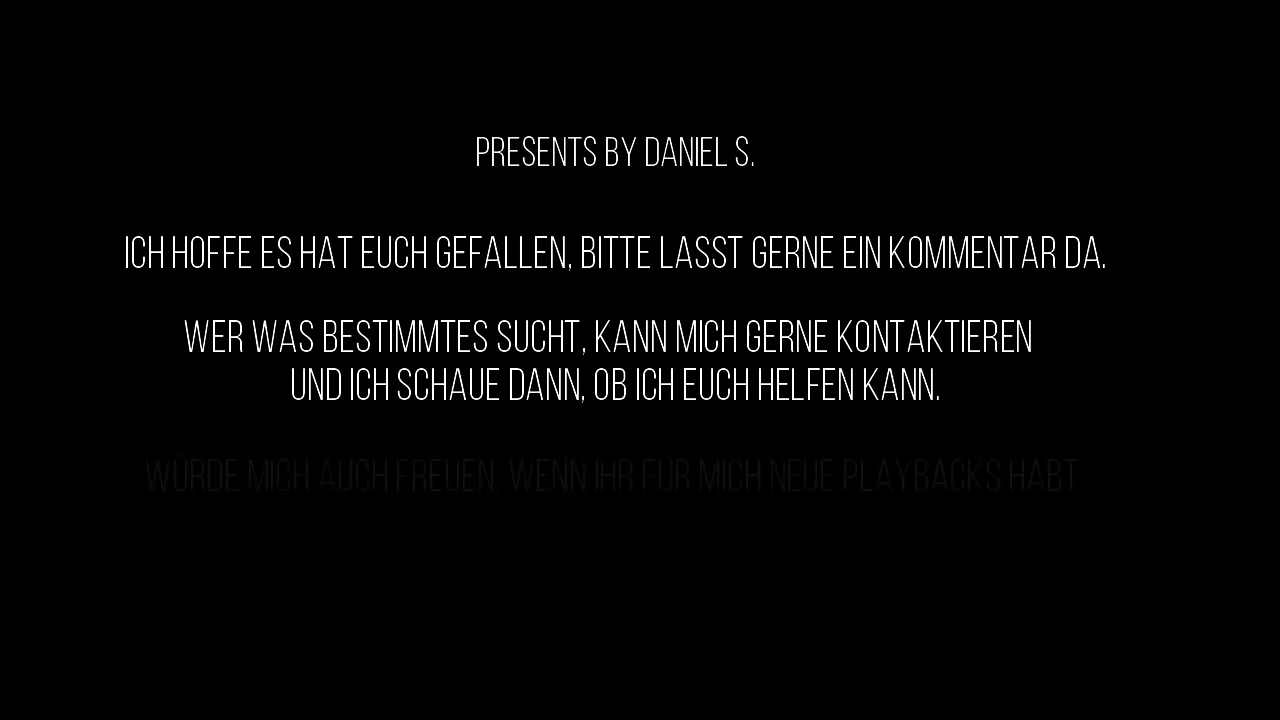 PRESENTS BY DANIEL S.
ICH HOFFE ES HAT EUCH GEFALLEN, BITTE LASST GERNE EIN KOMMENTAR DA.
WER WAS BESTIMMTES SUCHT, KANN MICH GERNE KONTAKTIEREN
UND ICH SCHAUE DANN, OB ICH EUCH HELFEN KANN.
WÜRDE MICH AUCH FREUEN, WENN IHR FÜR MICH NEUE PLAYBACKS HABT.